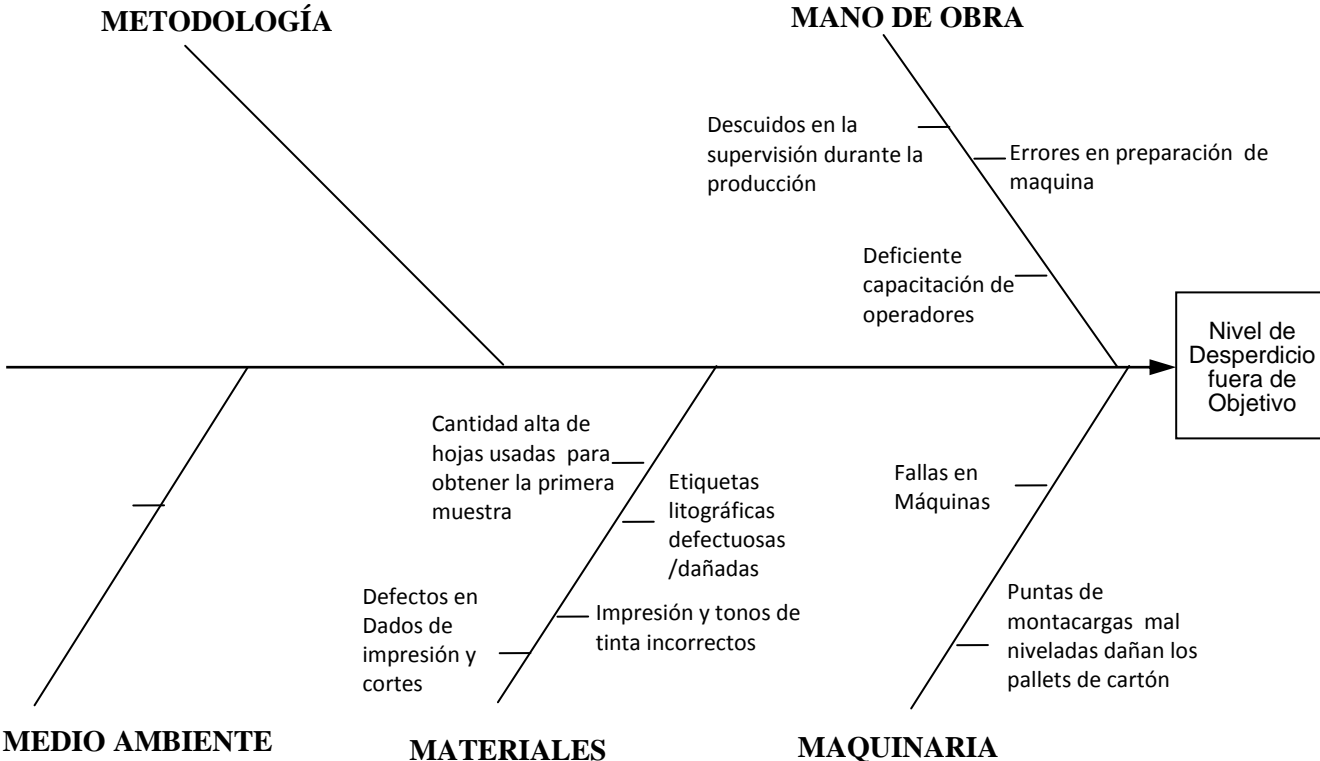 METODOLOGÍA
MANO DE OBRA
Descuidos en la
supervisión durante la
producción
Errores en preparación de
maquina
Deficiente
capacitación de
operadores
Nivel de
Desperdicio
fuera de
Objetivo
Cantidad alta de
hojas usadas para
obtener la primera
muestra
Etiquetas
litográficas
defectuosas
/dañadas
Fallas en
Máquinas
Defectos en
Dados de
impresión y
cortes
Impresión y tonos de
tinta incorrectos
Puntas de
montacargas mal
niveladas dañan los
pallets de cartón
MEDIO AMBIENTE
MATERIALES
MAQUINARIA